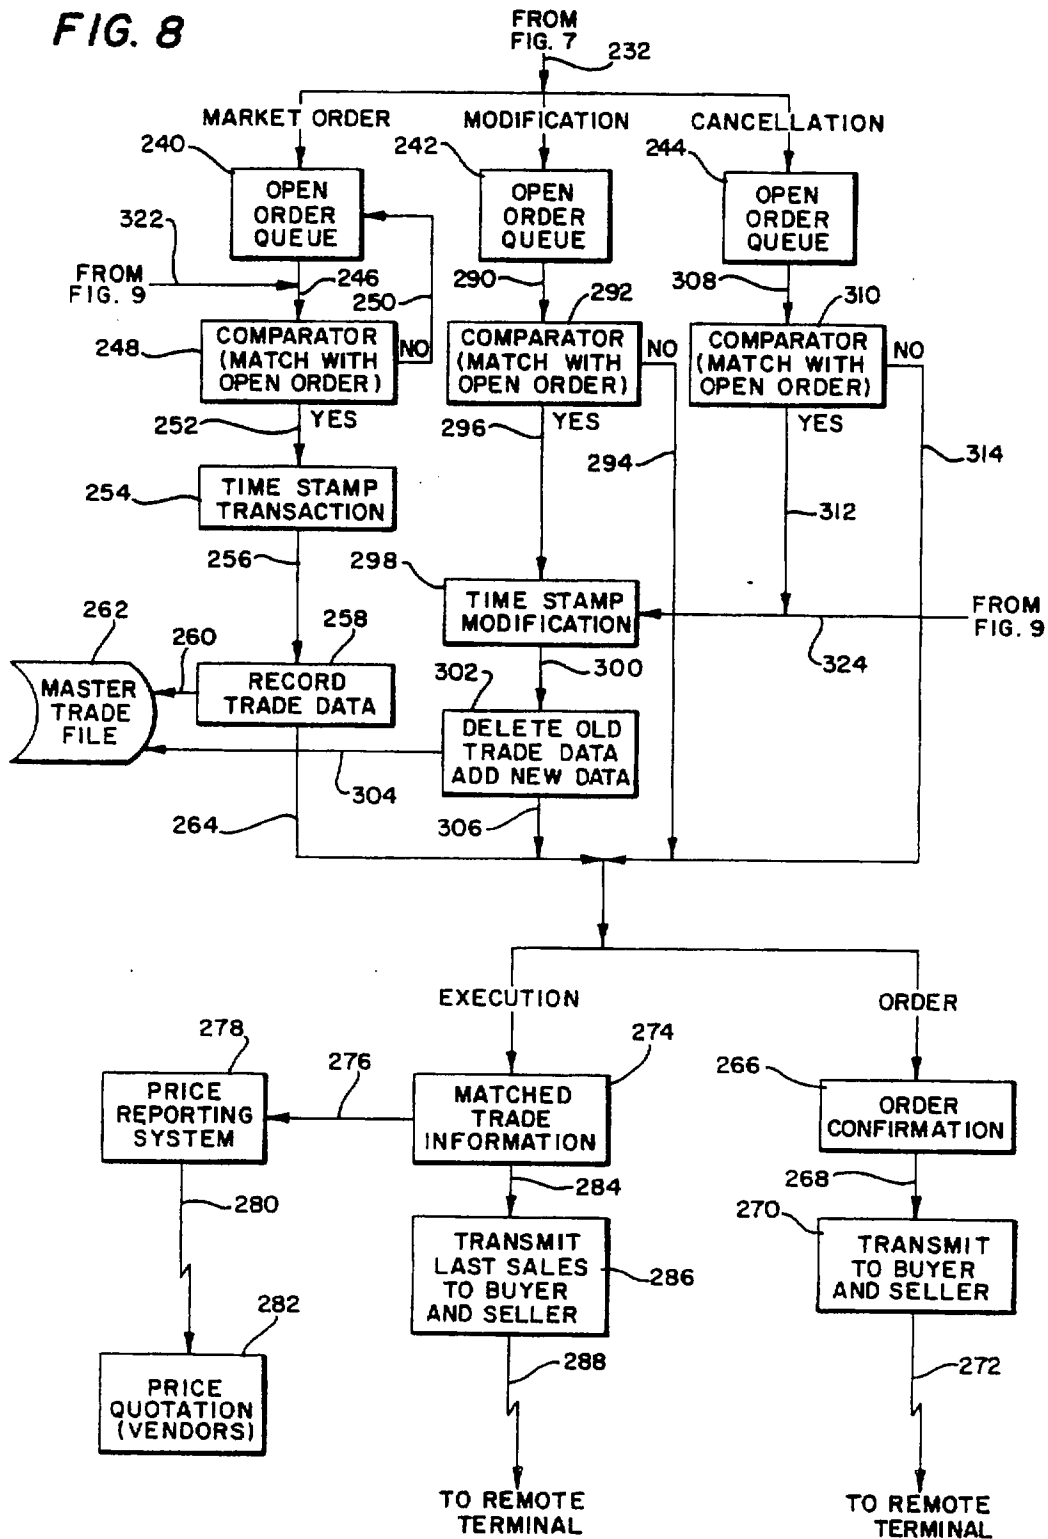 FIG. 8
FROM
FIG. 7
232
MARKET ORDER
MODIFICATION
CANCELLATION
240
OPEN
ORDER
QUEUE
242
OPEN
ORDER
QUEUE
244
OPEN
ORDER
QUEUE
322
FROM
FIG. 9
246
250
290
292
308
310
248
COMPARATOR
(MATCH WITH
OPEN ORDER)
NO
COMPARATOR
(MATCH WITH
OPEN ORDER)
NO
COMPARATOR
(MATCH WITH
OPEN ORDER)
NO
252
YES
296
YES
294
YES
314
254
TIME STAMP
TRANSACTION
312
256
298
TIME STAMP
MODIFICATION
FROM
FIG. 9
324
262
260
258
MASTER
TRADE
FILE
RECORD
TRADE DATA
302
300
DELETE OLD
TRADE DATA
ADD NEW DATA
304
264
306
EXECUTION
ORDER
278
276
274
266
PRICE
REPORTING
SYSTEM
MATCHED
TRADE
INFORMATION
ORDER
CONFIRMATION
280
284
268
270
TRANSMIT
LAST SALES
TO BUYER
AND SELLER
286
TRANSMIT
TO BUYER
AND SELLER
282
PRICE
QUOTATION
(VENDORS)
288
272
TO REMOTE
TERMINAL
TO REMOTE
TERMINAL